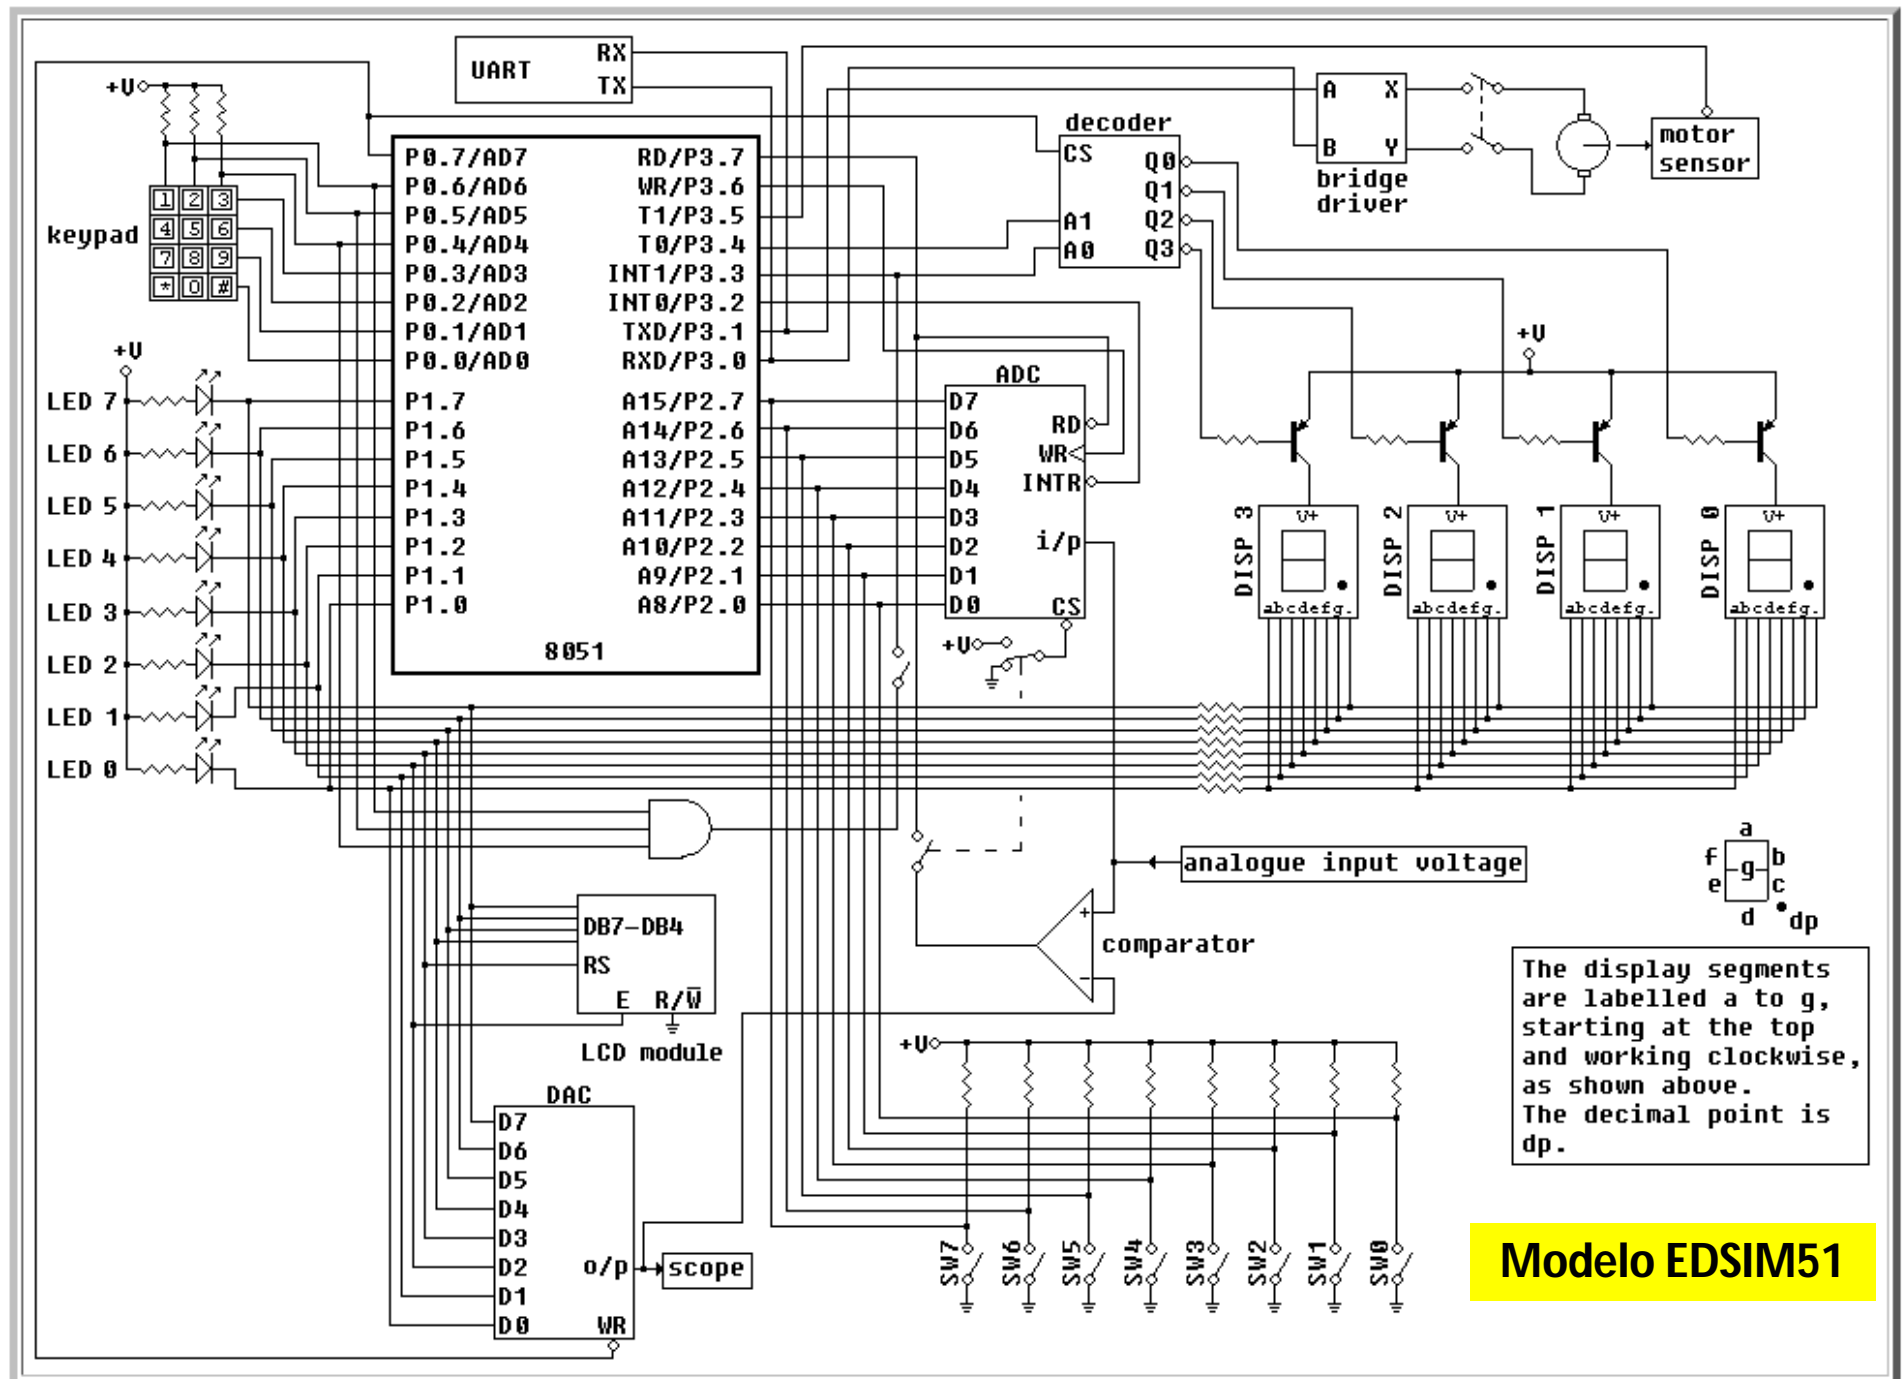 UART
RX
TX
+V
keypad
1 2 3
4 5 6
7 8 9
* 0 #
+V
LED 7
LED 6
LED 5
LED 4
LED 3
LED 2
LED 1
LED 0
P0.7/AD7
P0.6/AD6
P0.5/AD5
P0.4/AD4
P0.3/AD3
P0.2/AD2
P0.1/AD1
P0.0/AD0
P1.7
P1.6
P1.5
P1.4
P1.3
P1.2
P1.1
P1.0
RD/P3.7
WR/P3.6
T1/P3.5
T0/P3.4
INT1/P3.3
INT0/P3.2
TXD/P3.1
RXD/P3.0
A15/P2.7
A14/P2.6
A13/P2.5
A12/P2.4
A11/P2.3
A10/P2.2
A9/P2.1
A8/P2.0
8051
decoder
CS
A1
A0
Q0
Q1
Q2
Q3
A X
B Y
bridge
driver
motor
sensor
ADC
D7
D6
D5
D4
D3
D2
D1
D0
RD
WR
INTR
i/p
CS
+V
+V
DISP 3
V+
abcdefg.
DISP 2
V+
abcdefg.
DISP 1
V+
abcdefg.
DISP 0
V+
abcdefg.
analogue input voltage
comparator
+
−
DB7-DB4
RS
E R/W̅
LCD module
DAC
D7
D6
D5
D4
D3
D2
D1
D0
o/p
WR
scope
+V
SW7
SW6
SW5
SW4
SW3
SW2
SW1
SW0
a
f b
g
e c
d
dp
The display segments
are labelled a to g,
starting at the top
and working clockwise,
as shown above.
The decimal point is
dp.
Modelo EDSIM51